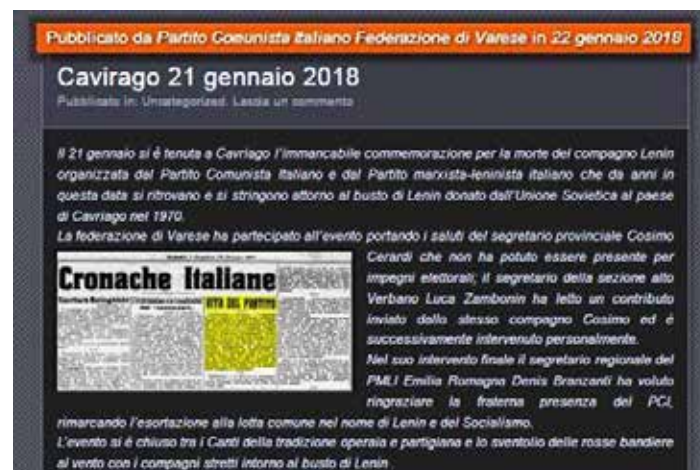 Pubblicato da Partito Comunista Italiano Federazione di Varese in 22 gennaio 2018
Cavirago 21 gennaio 2018
Pubblicato in: Uncategorized. Lascia un commento
Il 21 gennaio si è tenuta a Cavriago l'immancabile commemorazione per la morte del compagno Lenin
organizzata dal Partito Comunista Italiano e dal Partito marxista-leninista italiano che da anni in
questa data si ritrovano e si stringono attorno al busto di Lenin donato dall'Unione Sovietica al paese
di Cavriago nel 1970.
La federazione di Varese ha partecipato all'evento portando i saluti del segretario provinciale Cosimo
Cerardi che non ha potuto essere presente per
impegni elettorali; il segretario della sezione alto
Verbano Luca Zambonin ha letto un contributo
inviato dallo stesso compagno Cosimo ed è
successivamente intervenuto personalmente.
Nel suo intervento finale il segretario regionale del
PMLI Emilia Romagna Denis Branzanti ha voluto
ringraziare la fraterna presenza del PCI,
Cronache Italiane
VITA DEL PARTITO
rimarcando l'esortazione alla lotta comune nel nome di Lenin e del Socialismo.
L'evento si è chiuso tra i Canti della tradizione operaia e partigiana e lo sventolio delle rosse bandiere
al vento con i compagni stretti intorno al busto di Lenin